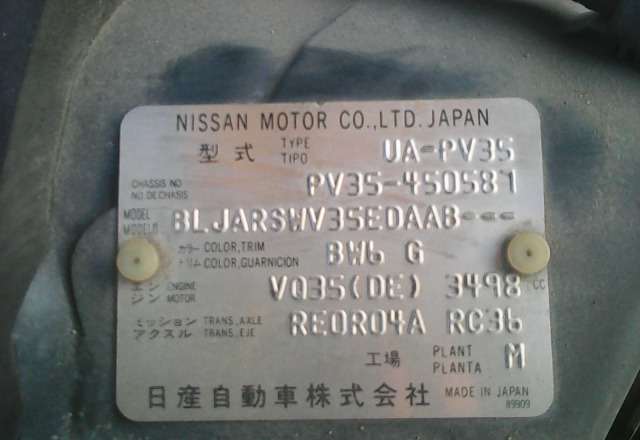 NISSAN MOTOR CO.,LTD. JAPAN
型式 TYPE TIPO UA-PV35
CHASSIS NO NO DE CHASIS PV35-450587
MODEL MODELO BLJARSWV35EDAAB---
カラー COLOR,TRIM
トリム COLOR,GUARNICION BW6 G
エンジン ENGINE MOTOR VQ35(DE) 3498 CC
ミッション TRANS.,AXLE
アクスル TRANS.,EJE RE0R04A RC36
工場 PLANT PLANTA M
日産自動車株式会社 MADE IN JAPAN
89909